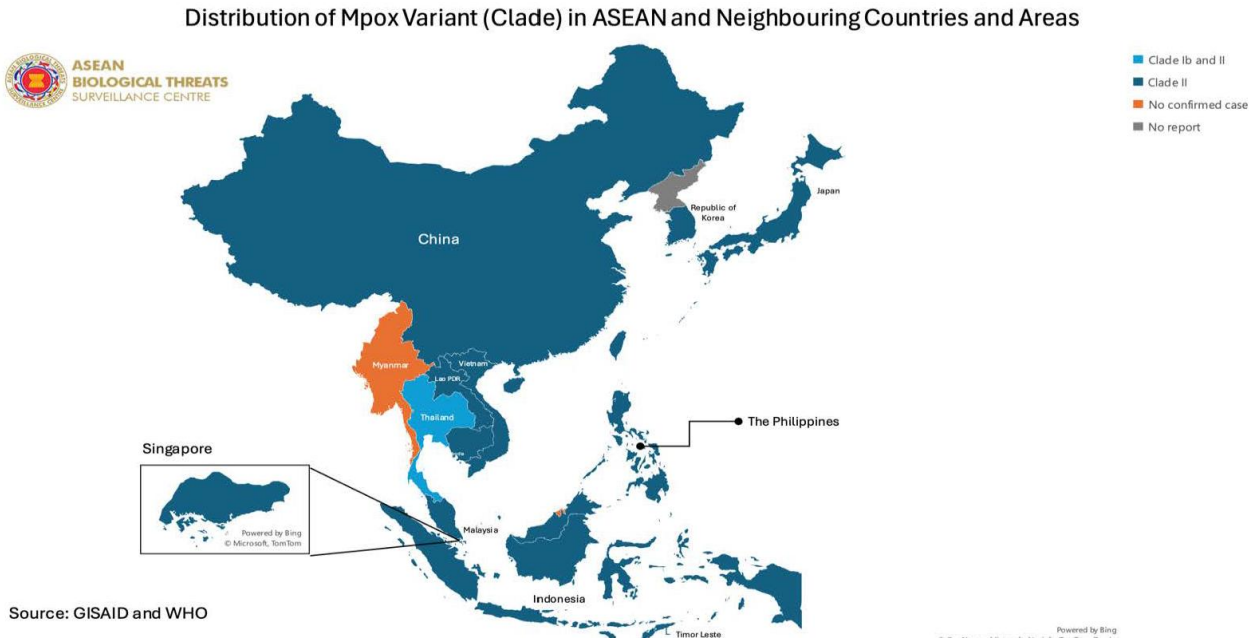 Distribution of Mpox Variant (Clade) in ASEAN and Neighbouring Countries and Areas
ASEAN
BIOLOGICAL THREATS
SURVEILLANCE CENTRE
Clade Ib and II
Clade II
No confirmed case
No report
Japan
Republic of
Korea
China
Myanmar
Vietnam
Lao PDR
Thailand
The Philippines
Singapore
Powered by Bing
© Microsoft, TomTom
Malaysia
Indonesia
Source: GISAID and WHO
Timor Leste
Powered by Bing